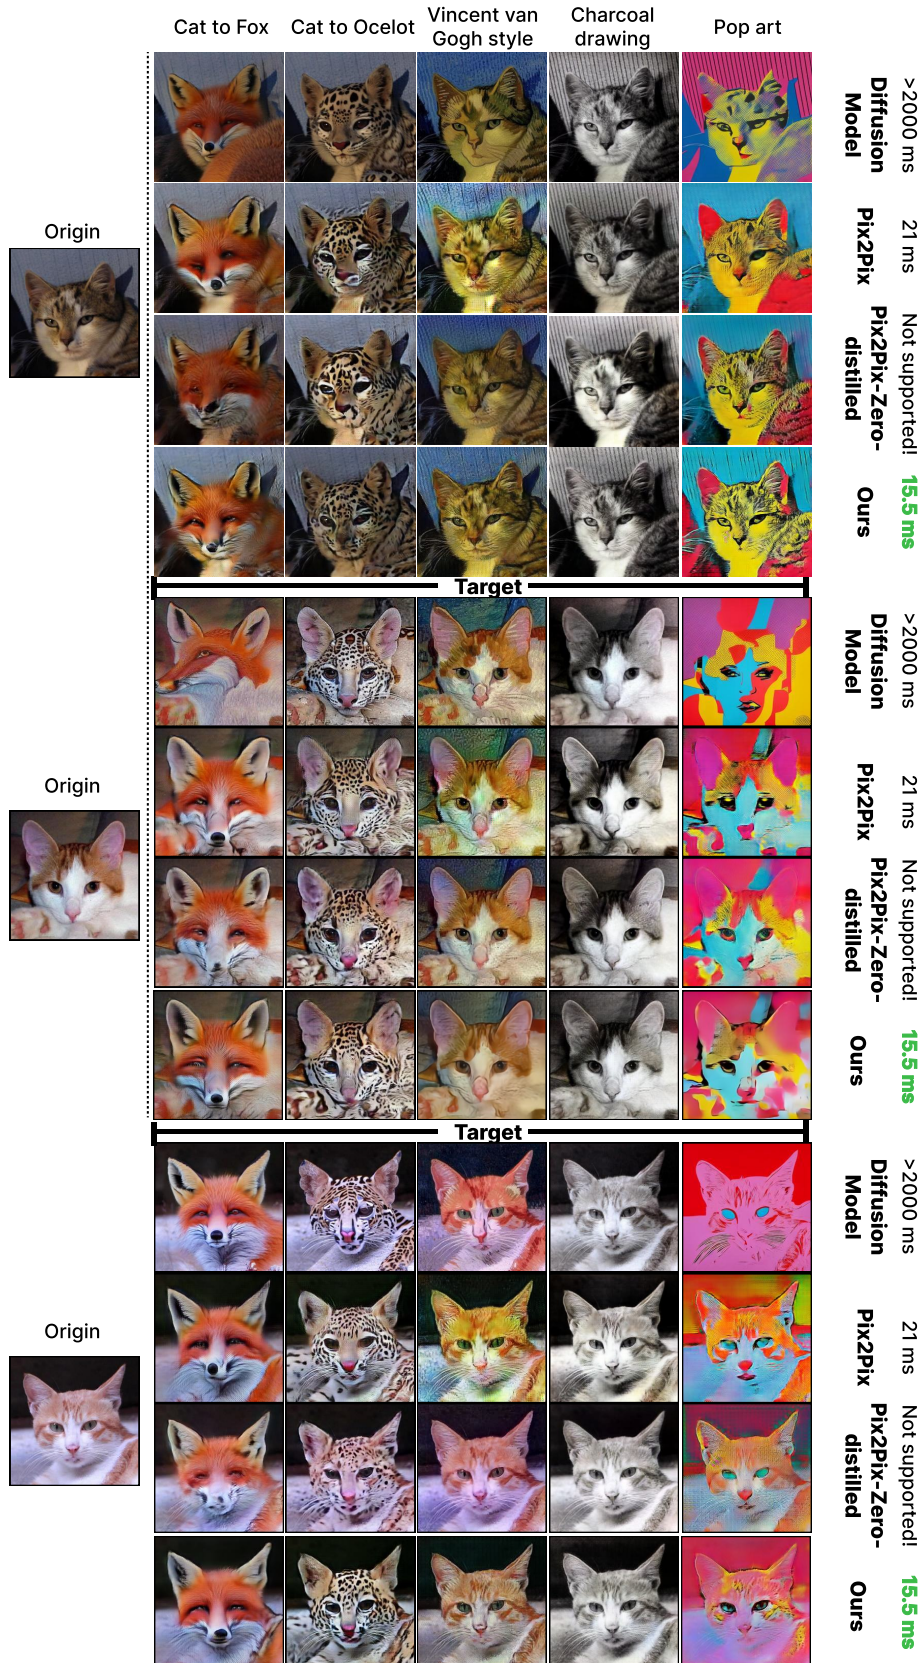 Cat to Fox
Cat to Ocelot
Vincent van
Gogh style
Charcoal
drawing
Pop art
Origin
>2000 ms
Diffusion
Model
21 ms
Pix2Pix
Not supported!
Pix2Pix-Zero-
distilled
15.5 ms
Ours
Target
Origin
>2000 ms
Diffusion
Model
21 ms
Pix2Pix
Not supported!
Pix2Pix-Zero-
distilled
15.5 ms
Ours
Target
Origin
>2000 ms
Diffusion
Model
21 ms
Pix2Pix
Not supported!
Pix2Pix-Zero-
distilled
15.5 ms
Ours